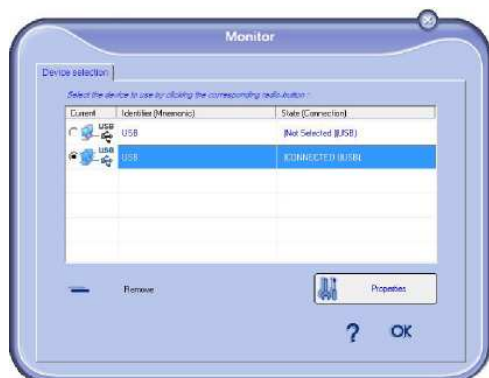 Monitor
Device selection
Select the device to use by clicking the corresponding radio-button :
Current Identifier (Mnemonic) State (Connection)
USB USB (Not Selected )(USB)
USB USB (CONNECTED )(USB)
Remove Properties
? OK